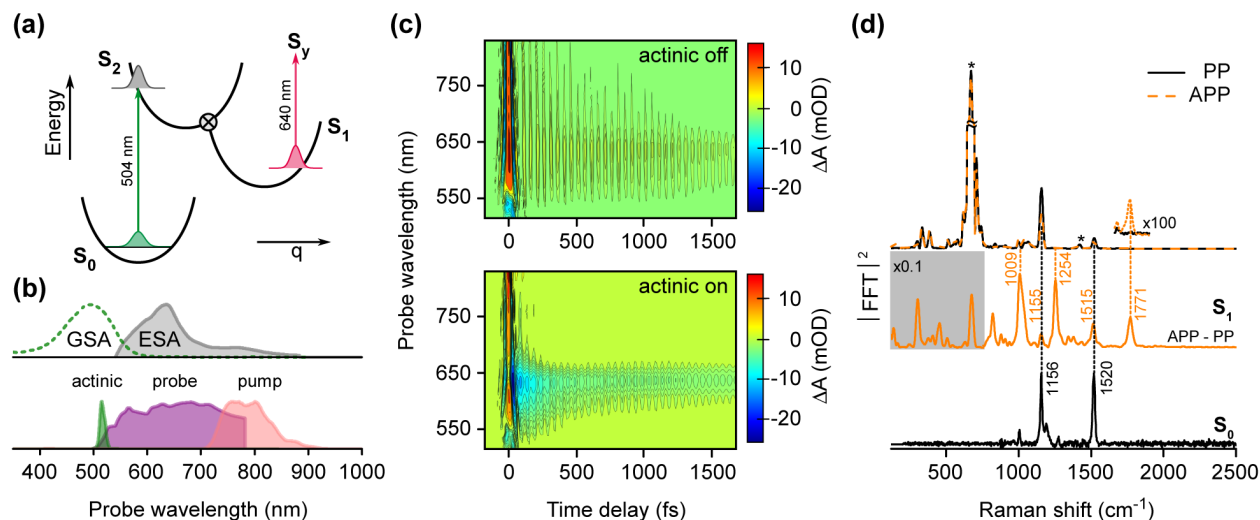 (a)
S₂
Sy
Energy
504 nm
640 nm
S₁
S₀
q
(b)
GSA
ESA
actinic
probe
pump
400
500
600
700
800
900
1000
Probe wavelength (nm)
(c)
actinic off
750
650
550
0
500
1000
1500
10
0
-10
-20
ΔA (mOD)
Probe wavelength (nm)
actinic on
750
650
550
0
500
1000
1500
10
0
-10
-20
ΔA (mOD)
Time delay (fs)
(d)
PP
APP
*
*
x100
|FFT|²
x0.1
1009
1155
1254
1515
1771
S₁
APP - PP
1156
1520
S₀
500
1000
1500
2000
2500
Raman shift (cm⁻¹)